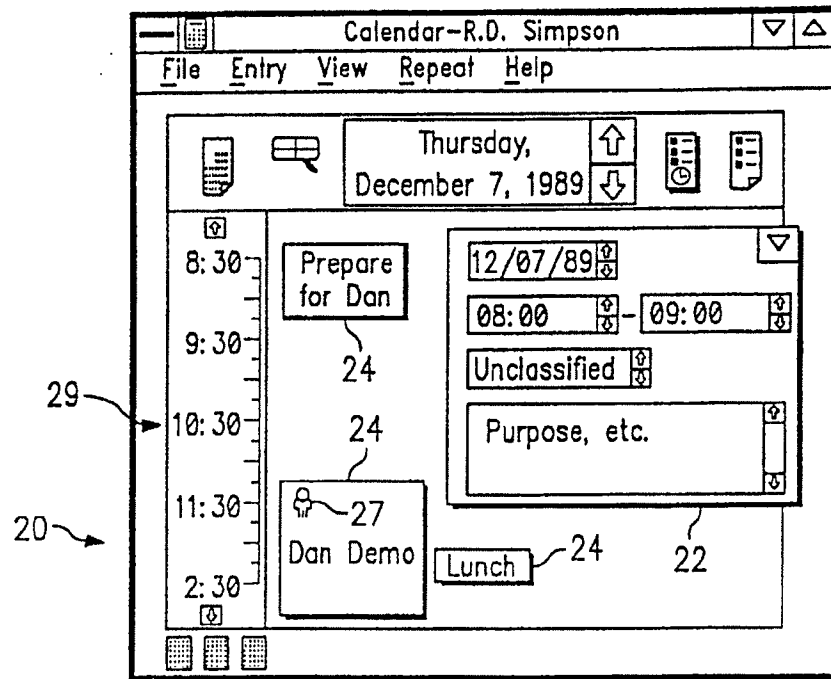 Calendar-R.D. Simpson
File Entry View Repeat Help
Thursday,
December 7, 1989
8:30
9:30
10:30
11:30
2:30
29
20
Prepare
for Dan
24
24
27
Dan Demo
Lunch
24
12/07/89
08:00 - 09:00
Unclassified
Purpose, etc.
22